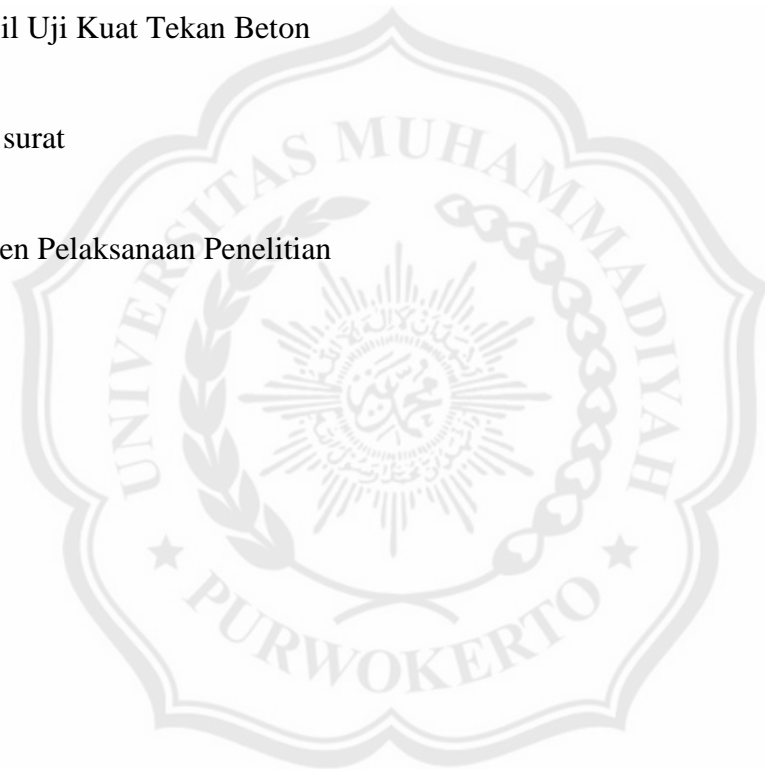 il Uji Kuat Tekan Beton
surat
en Pelaksanaan Penelitian
UNIVERSITAS MUHAMMADIYAH
PURWOKERTO